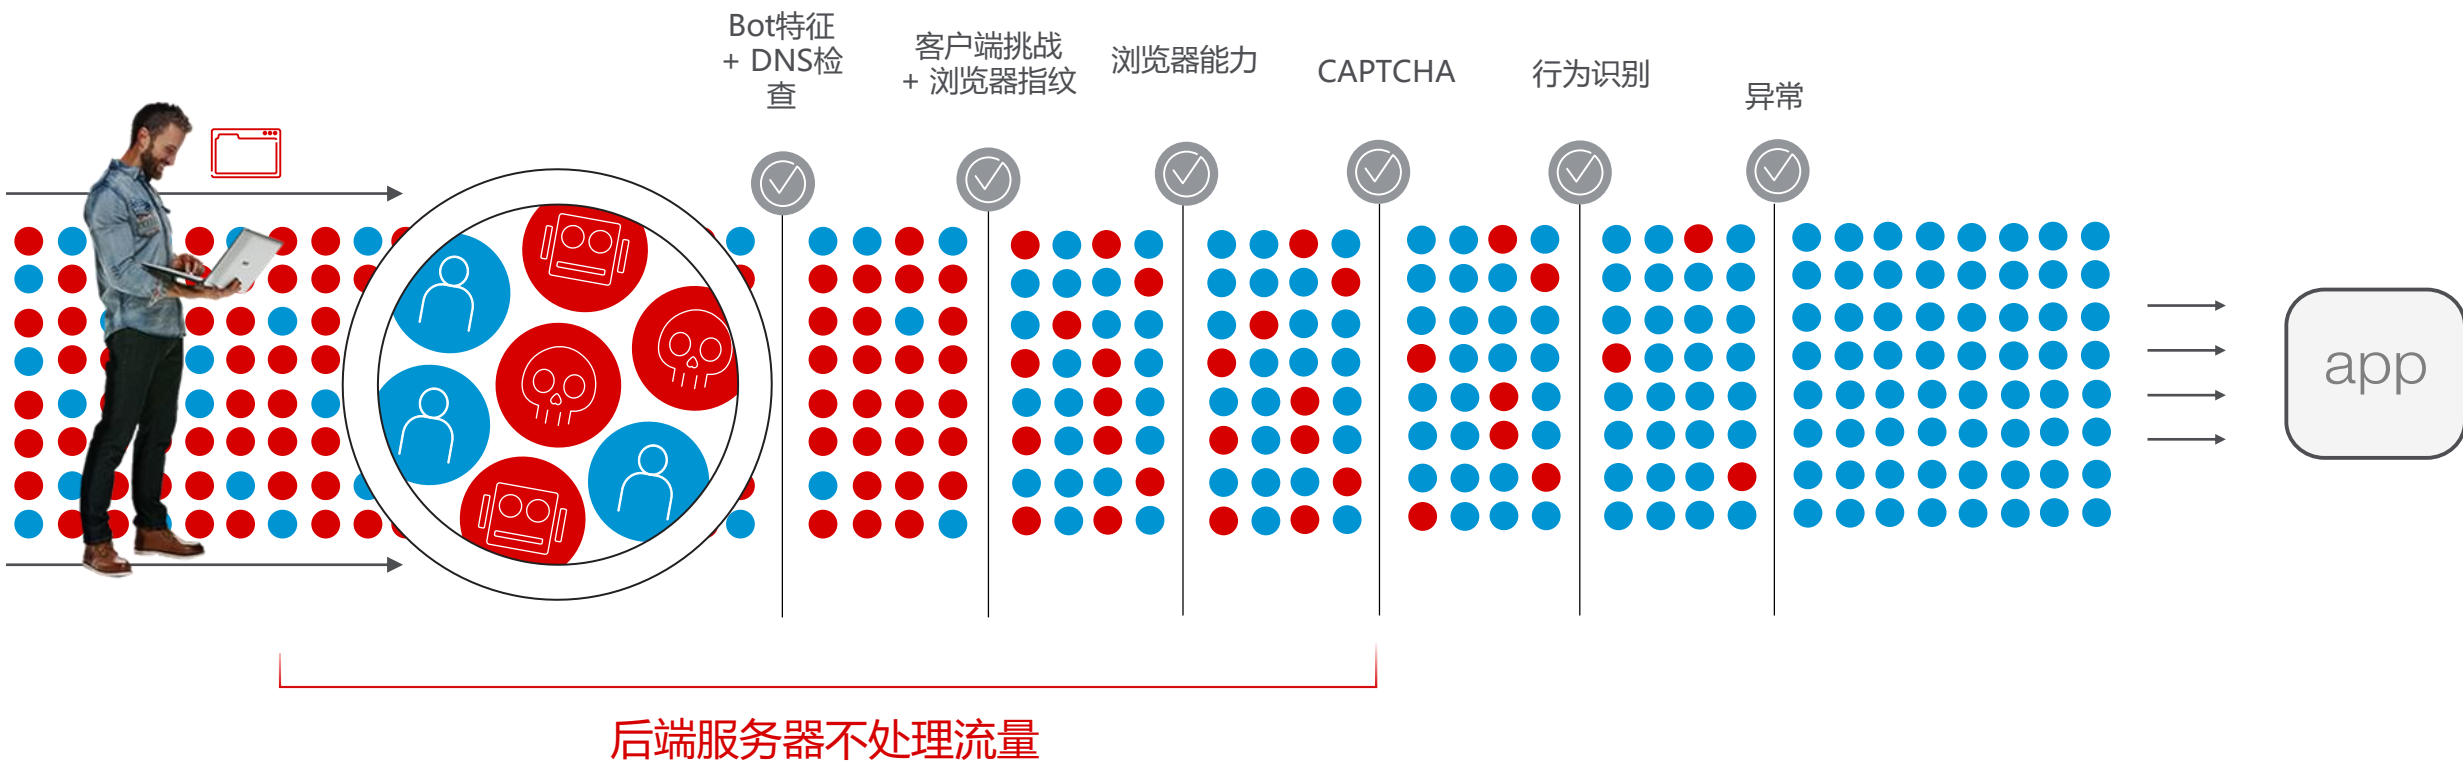 Bot特征
+ DNS检
查
客户端挑战
+ 浏览器指纹
浏览器能力
CAPTCHA
行为识别
异常
app
后端服务器不处理流量